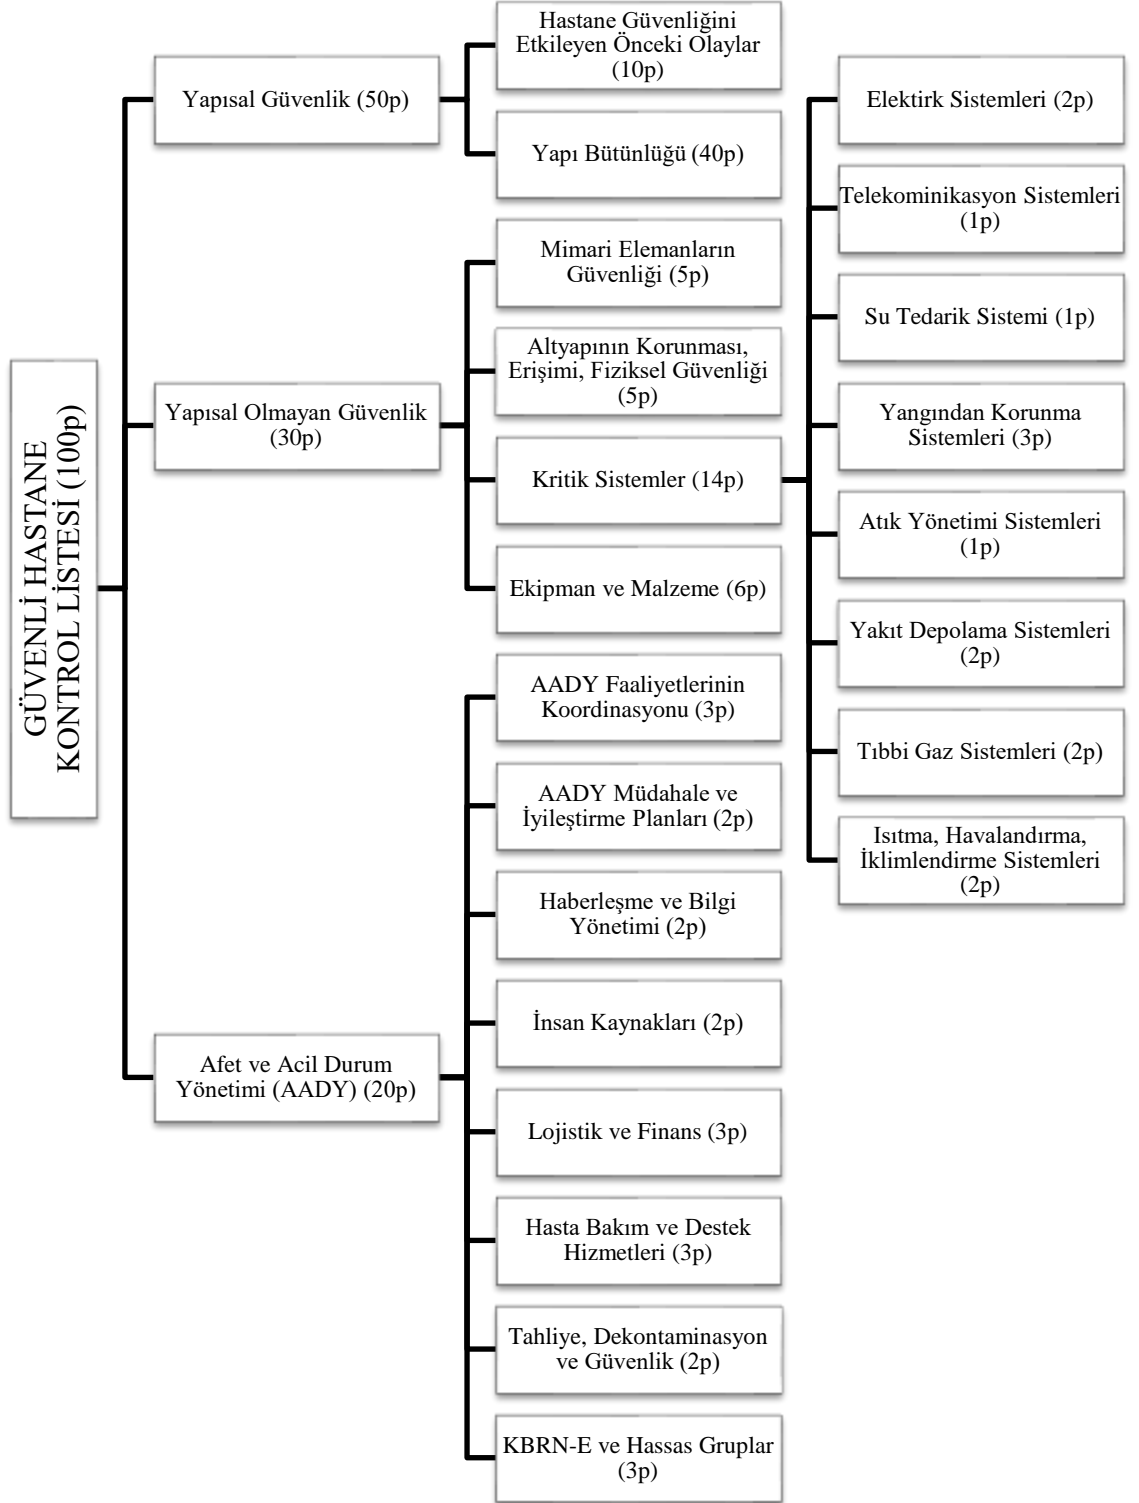 GÜVENLİ HASTANE
KONTROL LİSTESİ (100p)
Yapısal Güvenlik (50p)
Hastane Güvenliğini
Etkileyen Önceki Olaylar
(10p)
Yapı Bütünlüğü (40p)
Yapısal Olmayan Güvenlik
(30p)
Mimari Elemanların
Güvenliği (5p)
Altyapının Korunması,
Erişimi, Fiziksel Güvenliği
(5p)
Kritik Sistemler (14p)
Elektirk Sistemleri (2p)
Telekominikasyon Sistemleri
(1p)
Su Tedarik Sistemi (1p)
Yangından Korunma
Sistemleri (3p)
Atık Yönetimi Sistemleri
(1p)
Yakıt Depolama Sistemleri
(2p)
Tıbbi Gaz Sistemleri (2p)
Isıtma, Havalandırma,
İklimlendirme Sistemleri
(2p)
Ekipman ve Malzeme (6p)
Afet ve Acil Durum
Yönetimi (AADY) (20p)
AADY Faaliyetlerinin
Koordinasyonu (3p)
AADY Müdahale ve
İyileştirme Planları (2p)
Haberleşme ve Bilgi
Yönetimi (2p)
İnsan Kaynakları (2p)
Lojistik ve Finans (3p)
Hasta Bakım ve Destek
Hizmetleri (3p)
Tahliye, Dekontaminasyon
ve Güvenlik (2p)
KBRN-E ve Hassas Gruplar
(3p)